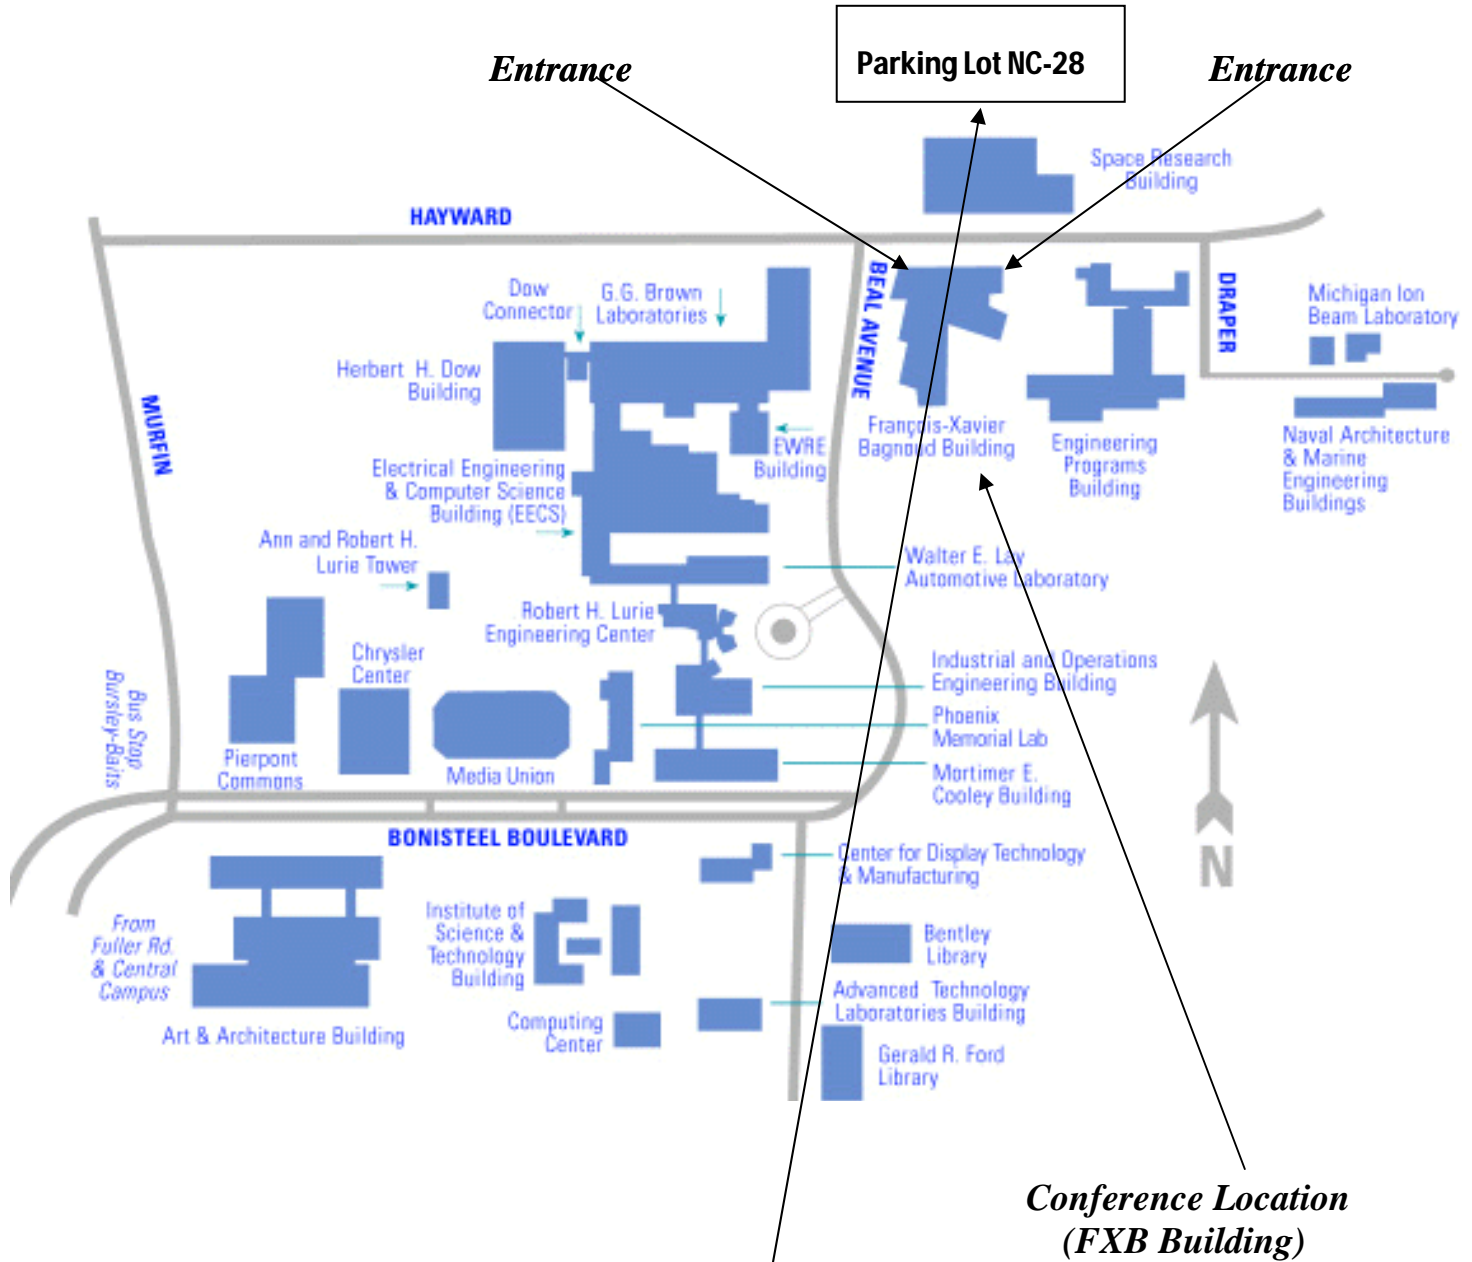 Entrance
Parking Lot NC-28
Entrance
Space Research
Building
HAYWARD
BEAL AVENUE
DRAPER
Dow
Connector
G.G. Brown
Laboratories
Michigan Ion
Beam Laboratory
Herbert H. Dow
Building
MURFIN
EWRE
Building
François-Xavier
Bagnoud Building
Engineering
Programs
Building
Naval Architecture
& Marine
Engineering
Buildings
Electrical Engineering
& Computer Science
Building (EECS)
Ann and Robert H.
Lurie Tower
Walter E. Lay
Automotive Laboratory
Robert H. Lurie
Engineering Center
Chrysler
Center
Industrial and Operations
Engineering Building
Bus Stop
Bursley-Baits
Phoenix
Memorial Lab
Pierpont
Commons
Media Union
Mortimer E.
Cooley Building
BONISTEEL BOULEVARD
Center for Display Technology
& Manufacturing
N
From
Fuller Rd.
& Central
Campus
Institute of
Science &
Technology
Building
Bentley
Library
Advanced Technology
Laboratories Building
Art & Architecture Building
Computing
Center
Gerald R. Ford
Library
Conference Location
(FXB Building)